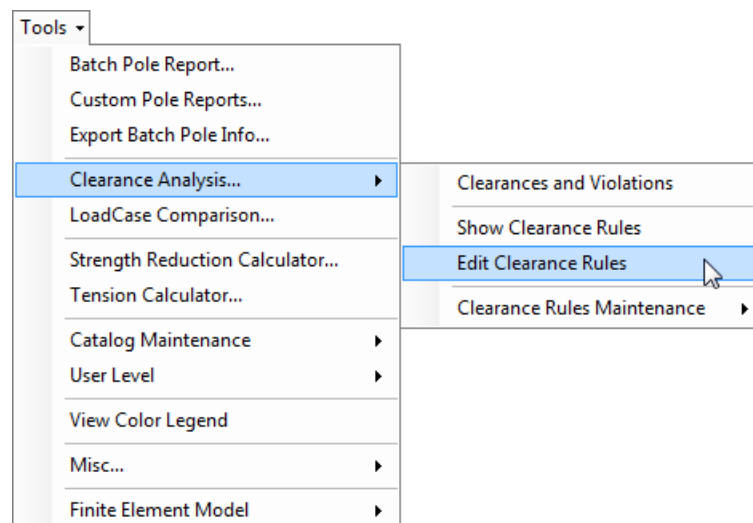 Tools
Batch Pole Report...
Custom Pole Reports...
Export Batch Pole Info...
Clearance Analysis...
LoadCase Comparison...
Strength Reduction Calculator...
Tension Calculator...
Catalog Maintenance
User Level
View Color Legend
Misc...
Finite Element Model
Clearances and Violations
Show Clearance Rules
Edit Clearance Rules
Clearance Rules Maintenance